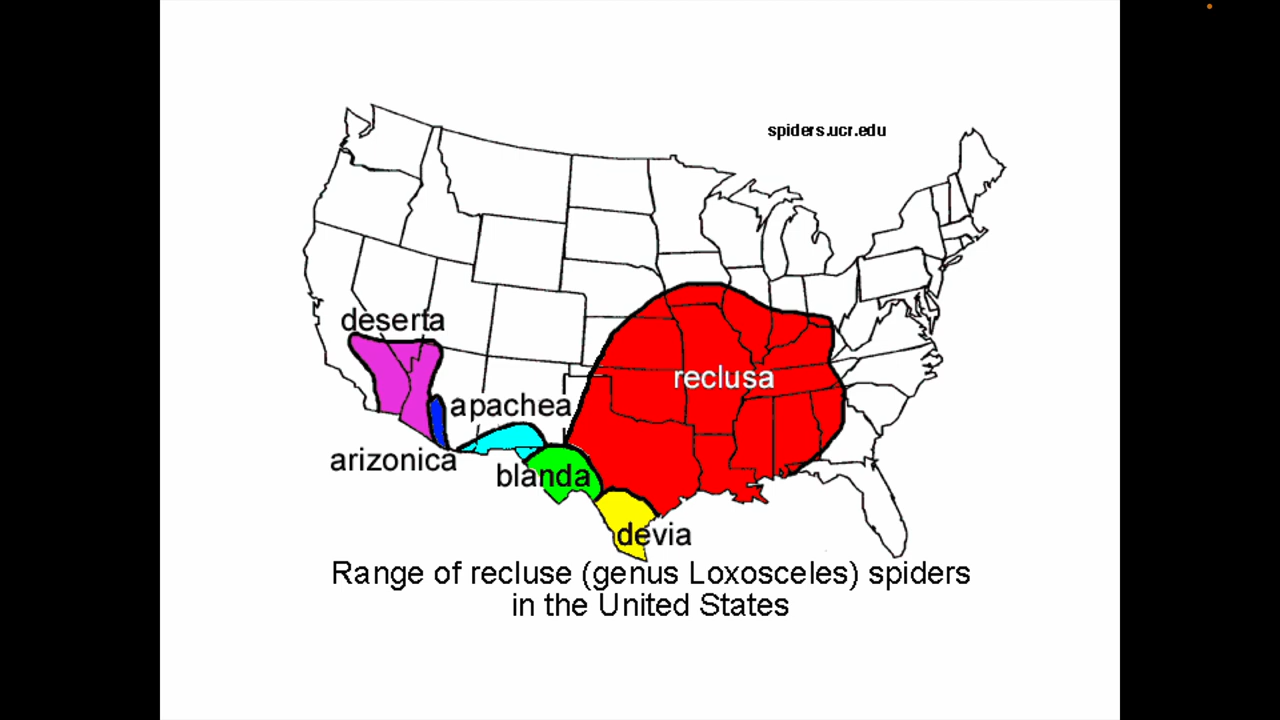 spiders.ucr.edu
deserta
reclusa
apachea
arizonica
blanda
devia
Range of recluse (genus Loxosceles) spiders
in the United States